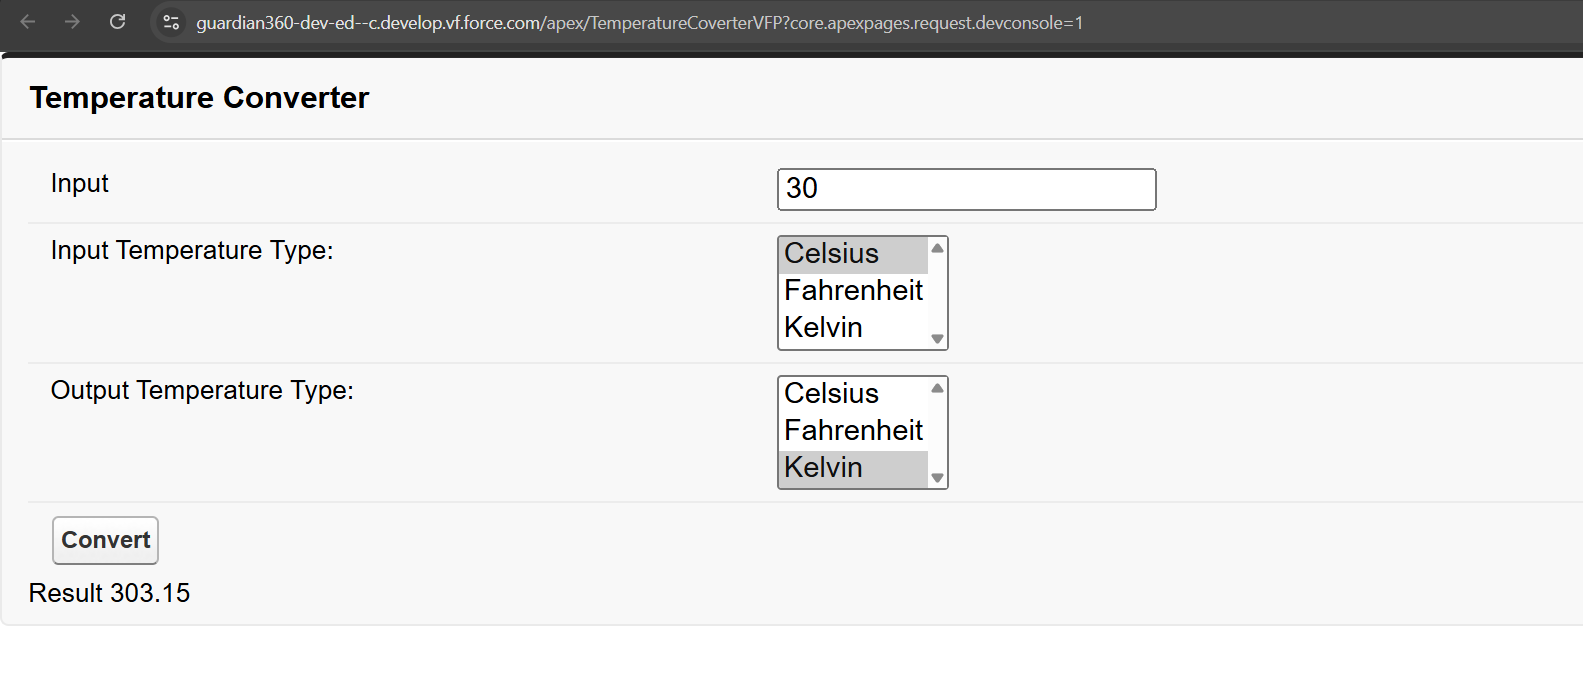 guardian360-dev-ed--c.develop.vf.force.com/apex/TemperatureCoverterVFP?core.apexpages.request.devconsole=1
Temperature Converter
Input 30
Input Temperature Type: Celsius
Fahrenheit
Kelvin
Output Temperature Type: Celsius
Fahrenheit
Kelvin
Convert
Result 303.15